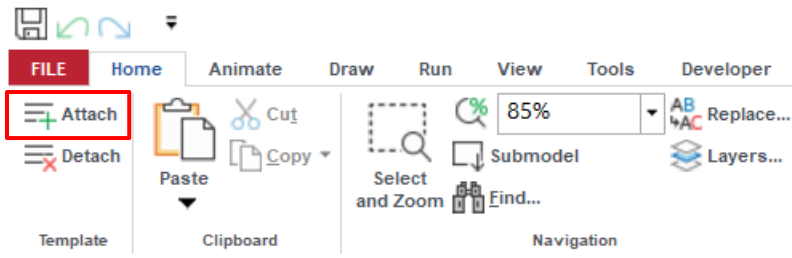 FILE Home Animate Draw Run View Tools Developer
Attach
Detach
Template
Paste
Cut
Copy
Clipboard
Select
and Zoom
% 85%
Submodel
Find...
AB
AC Replace...
Layers...
Navigation